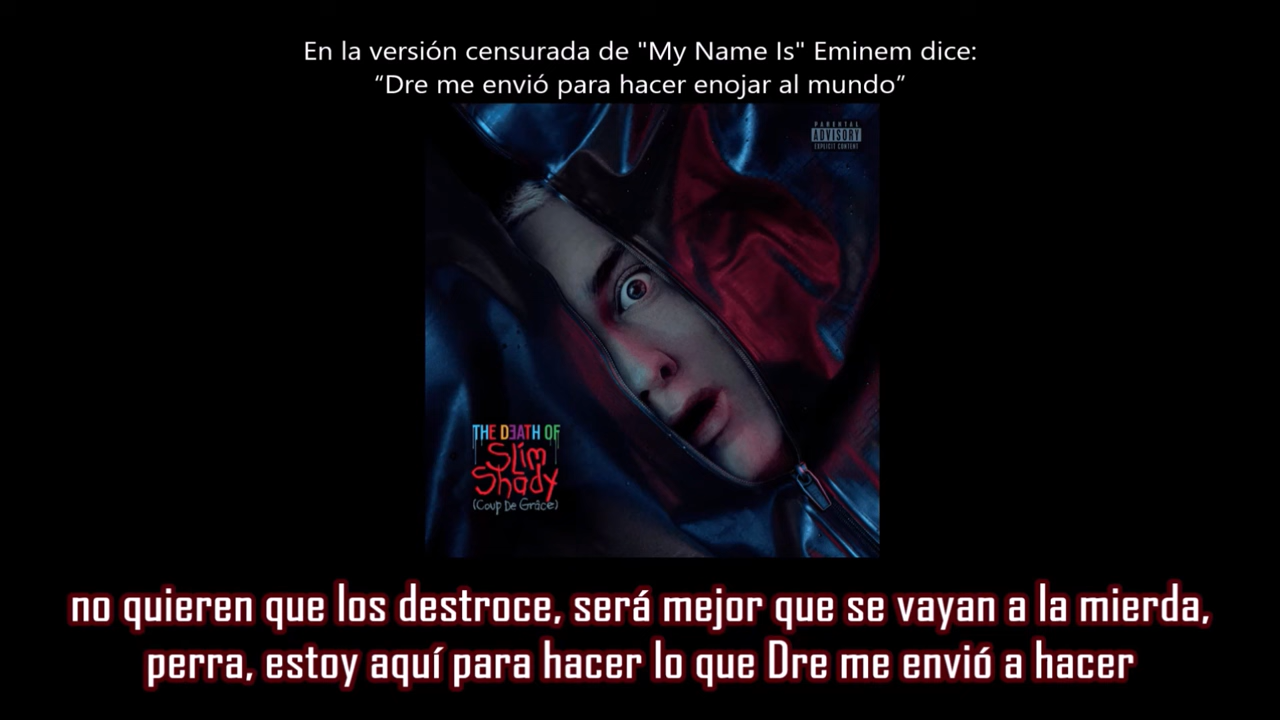 En la versión censurada de "My Name Is" Eminem dice:
“Dre me envió para hacer enojar al mundo”
PARENTAL
ADVISORY
EXPLICIT CONTENT
THE DEATH OF
Slim
Shady
(Coup De Grâce)
no quieren que los destroce, será mejor que se vayan a la mierda,
perra, estoy aquí para hacer lo que Dre me envió a hacer